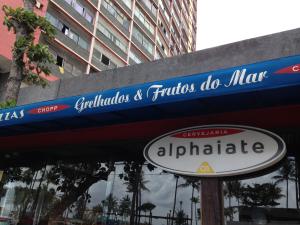 CHOPP Grelhados & Frutos do Mar
CERVEJARIA
alphaiate